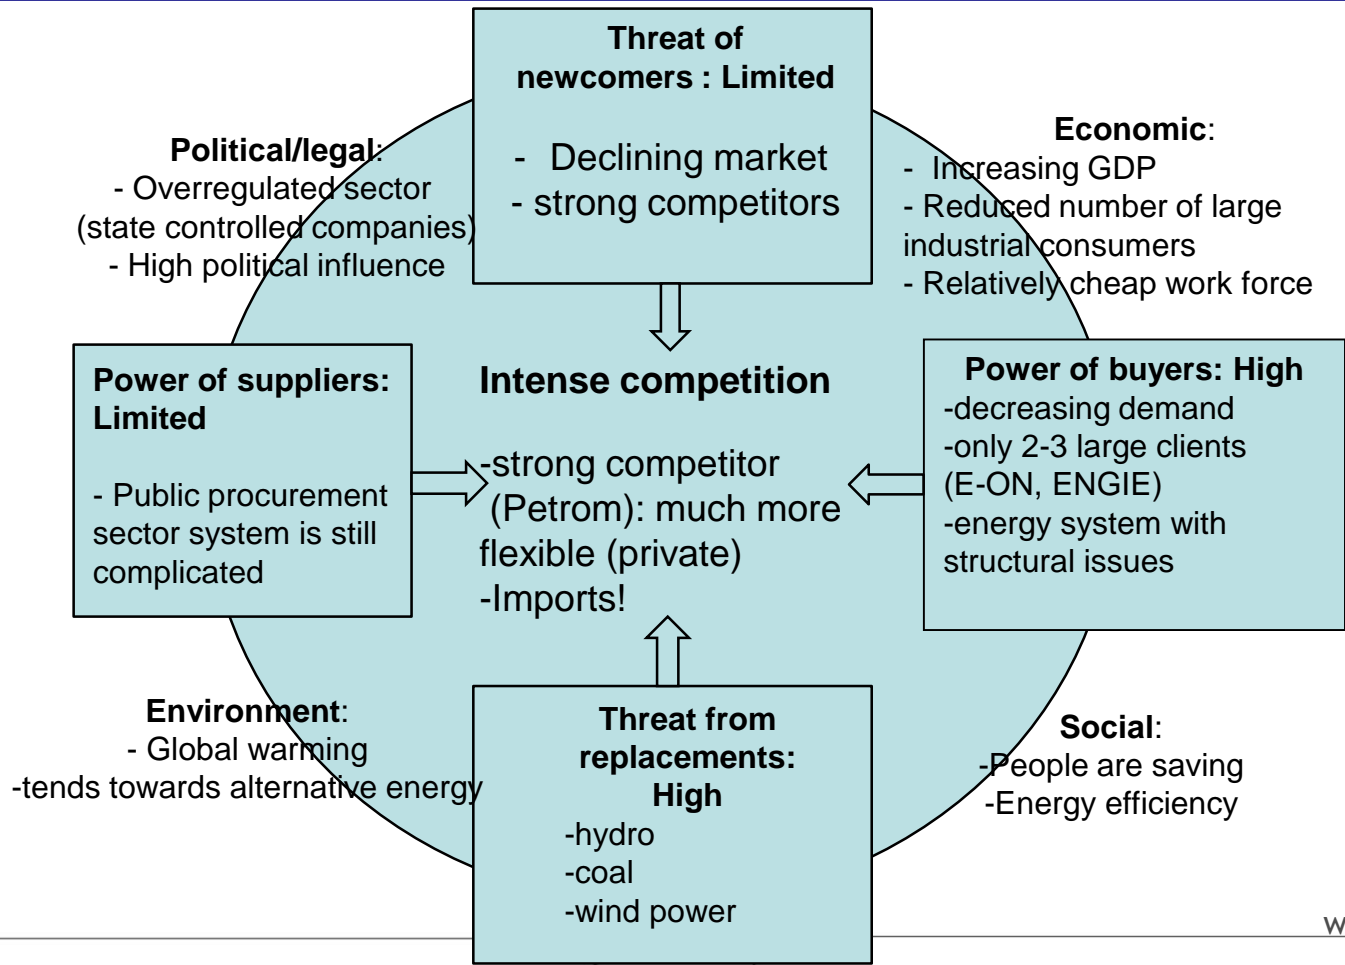 Threat of
newcomers : Limited
- Declining market
- strong competitors
Political/legal:
- Overregulated sector
(state controlled companies)
- High political influence
Economic:
- Increasing GDP
- Reduced number of large
industrial consumers
- Relatively cheap work force
Power of suppliers:
Limited
- Public procurement
sector system is still
complicated
Intense competition
-strong competitor
(Petrom): much more
flexible (private)
-Imports!
Power of buyers: High
-decreasing demand
-only 2-3 large clients
(E-ON, ENGIE)
-energy system with
structural issues
Environment:
- Global warming
-tends towards alternative energy
Threat from
replacements:
High
-hydro
-coal
-wind power
Social:
-People are saving
-Energy efficiency